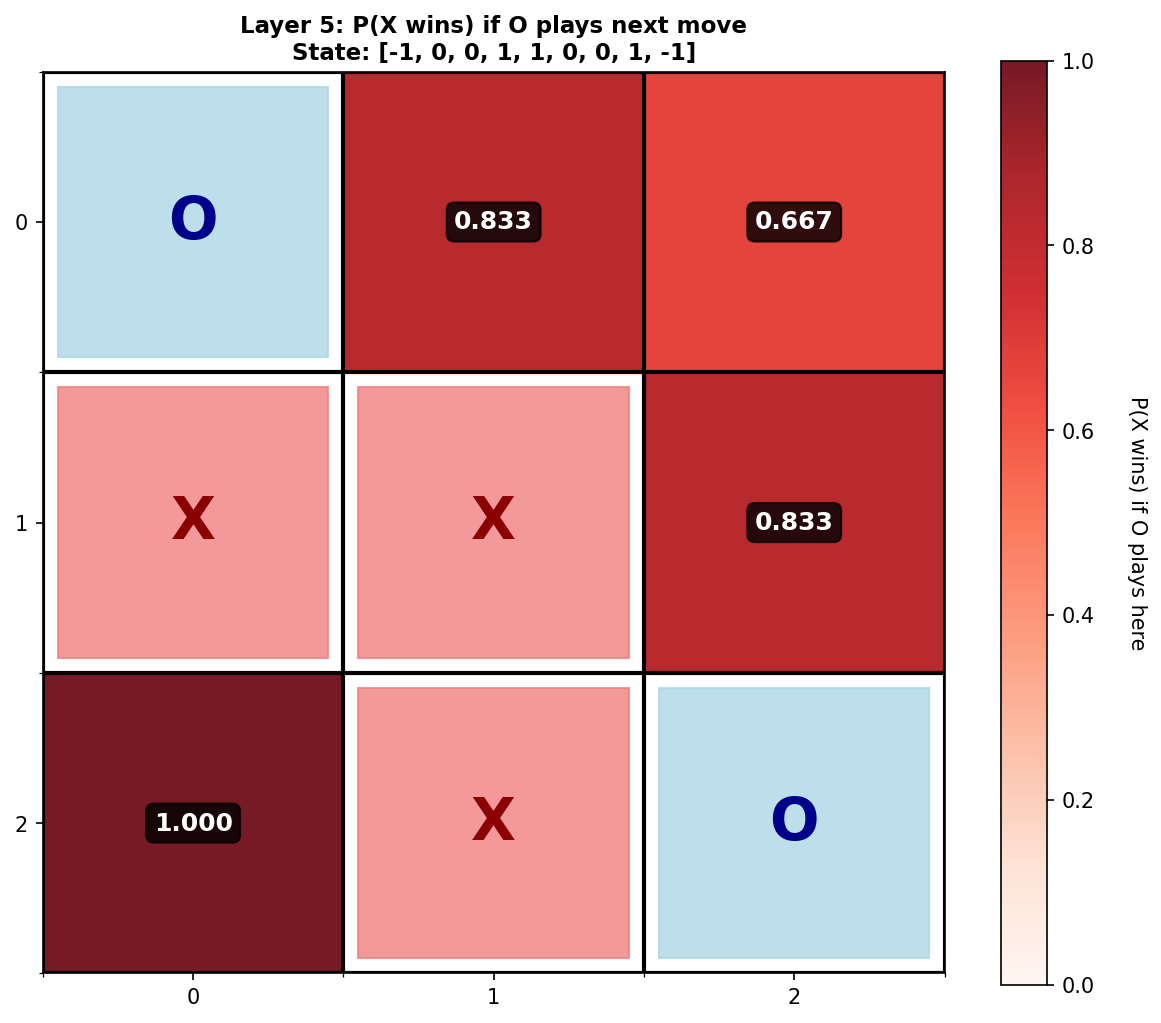 Layer 5: P(X wins) if O plays next move
State: [-1, 0, 0, 1, 1, 0, 0, 1, -1]
O
0.833
0.667
X
X
0.833
1.000
X
O
0
1
2
0
1
2
1.0
0.8
0.6
0.4
0.2
0.0
P(X wins) if O plays here